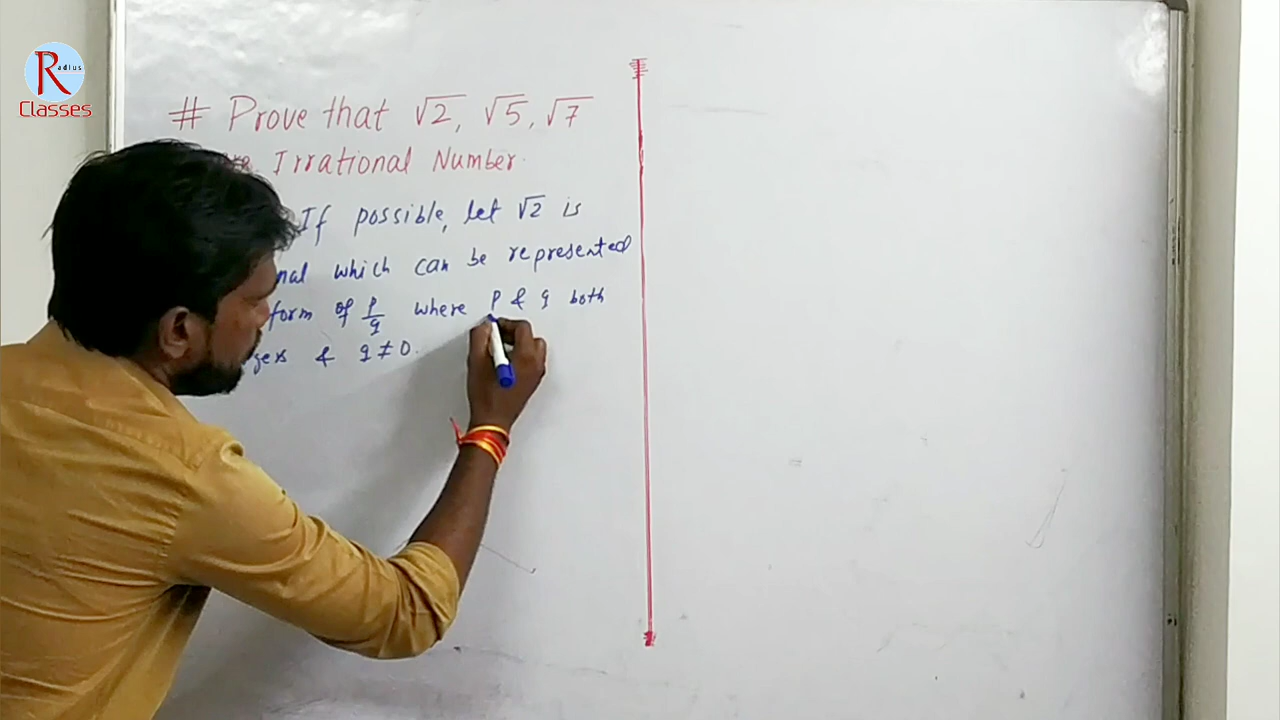 Radius
Classes
# Prove that √2, √5, √7
Irrational Number.
If possible, let √2 is
which can be represented
form of p/q where p & q both
& q ≠ 0.